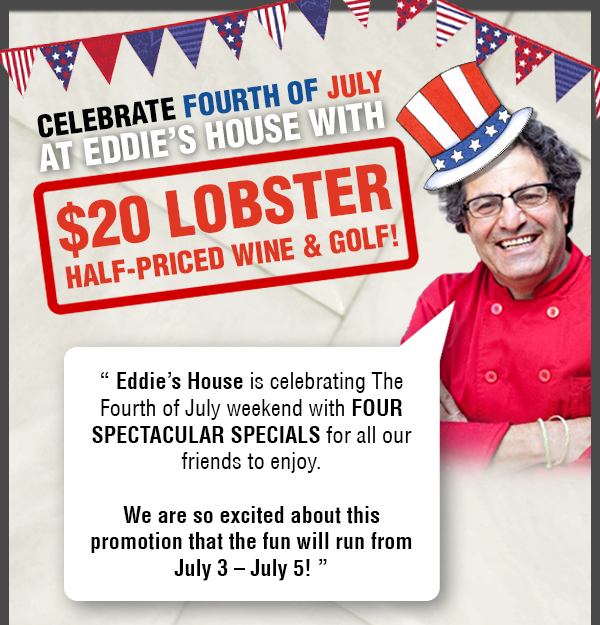 CELEBRATE FOURTH OF JULY
AT EDDIE'S HOUSE WITH
$20 LOBSTER
HALF-PRICED WINE & GOLF!
“ Eddie's House is celebrating The
Fourth of July weekend with FOUR
SPECTACULAR SPECIALS for all our
friends to enjoy.
We are so excited about this
promotion that the fun will run from
July 3 – July 5! ”